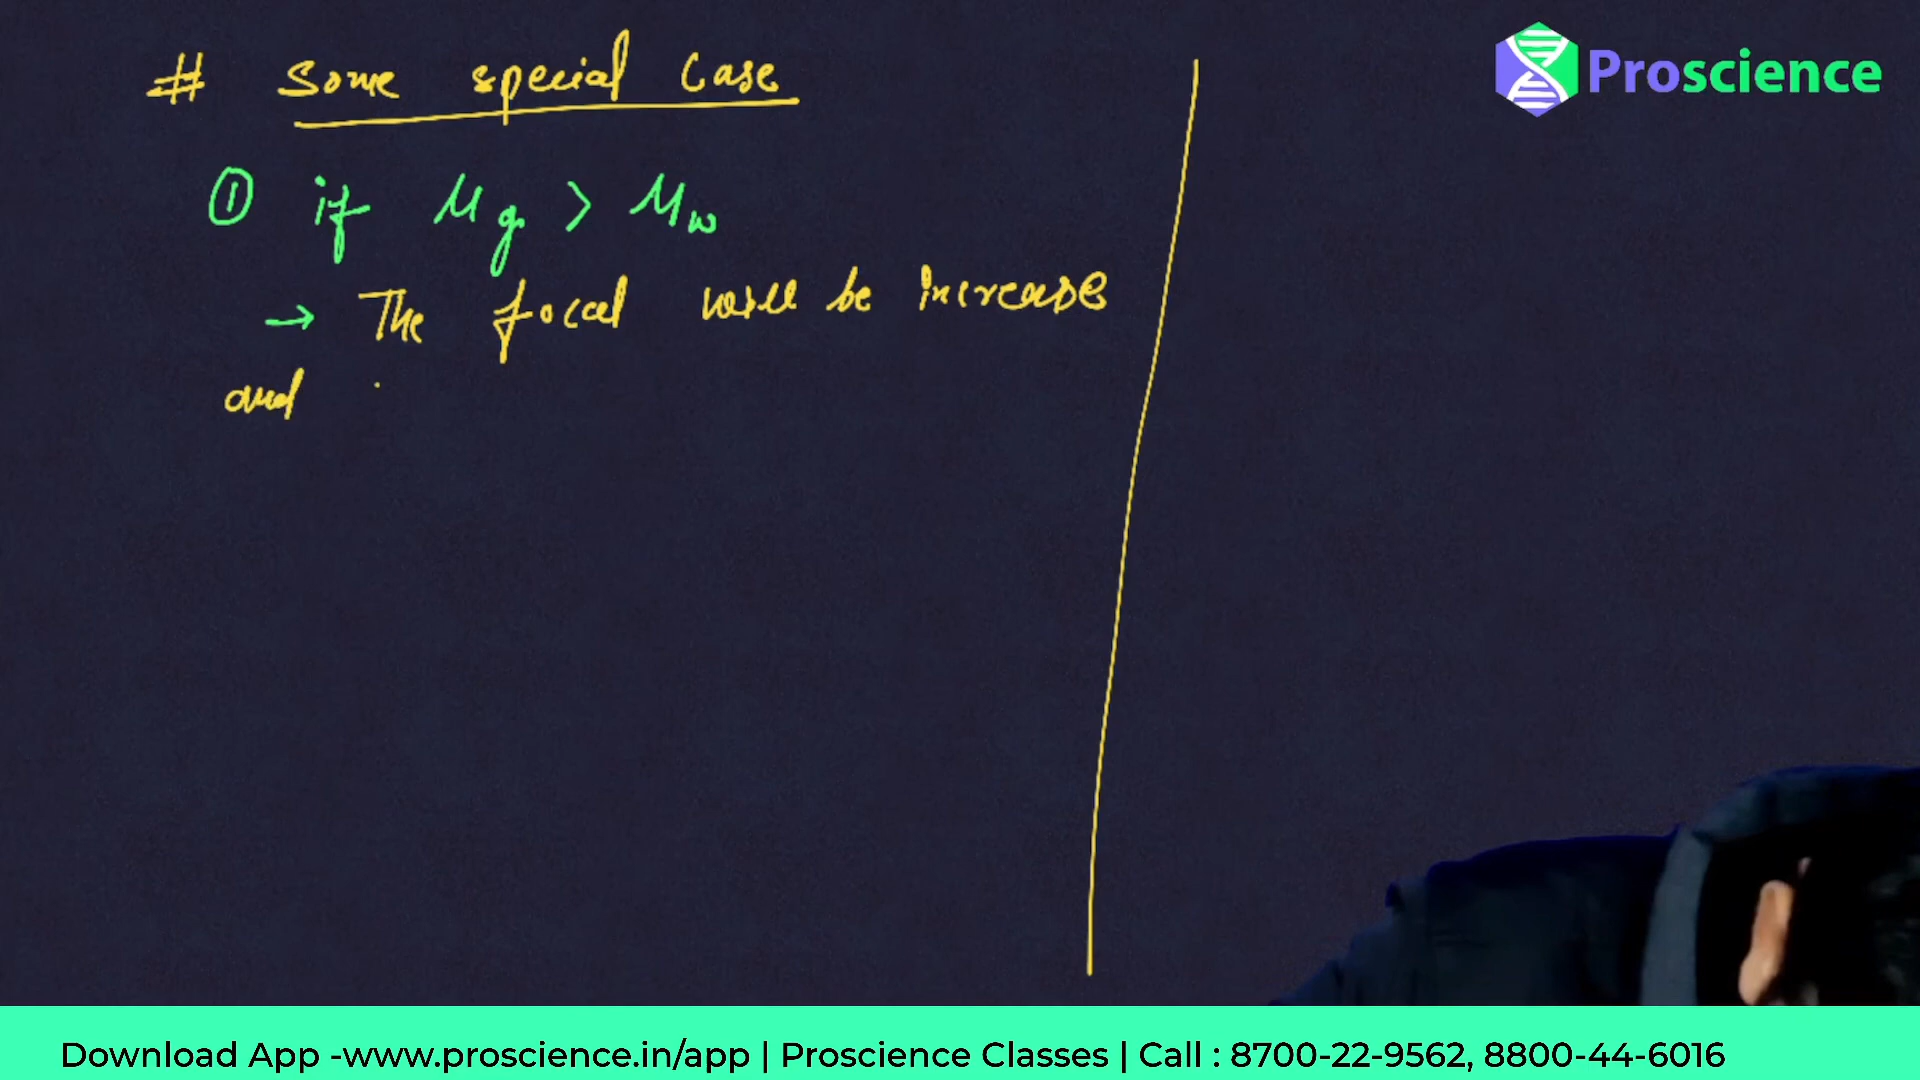 # Some special Case
Proscience
① if μg > μw
→ The focal will be increase
and
Download App -www.proscience.in/app | Proscience Classes | Call : 8700-22-9562, 8800-44-6016